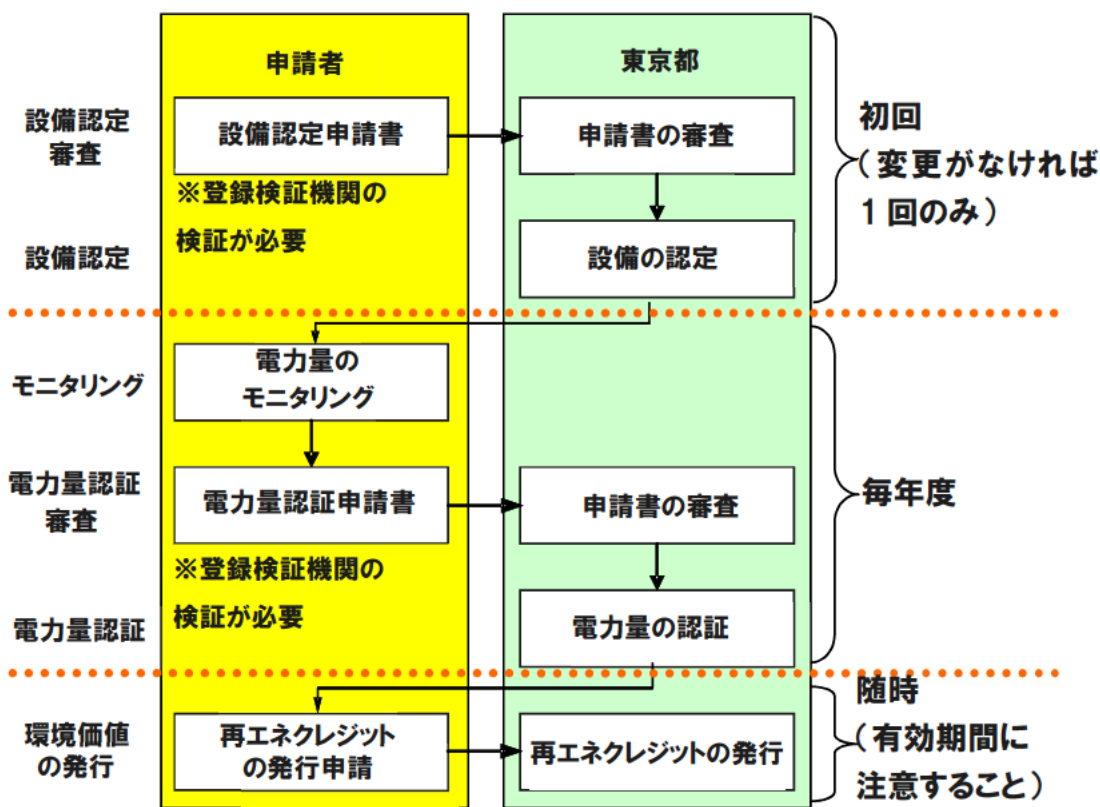 申請者
東京都
設備認定
審査
設備認定申請書
申請書の審査
初回
（変更がなければ
１回のみ）
※登録検証機関の
検証が必要
設備認定
設備の認定
モニタリング
電力量の
モニタリング
電力量認証
審査
電力量認証申請書
申請書の審査
毎年度
※登録検証機関の
検証が必要
電力量認証
電力量の認証
環境価値
の発行
再エネクレジット
の発行申請
再エネクレジットの発行
随時
（有効期間に
注意すること）